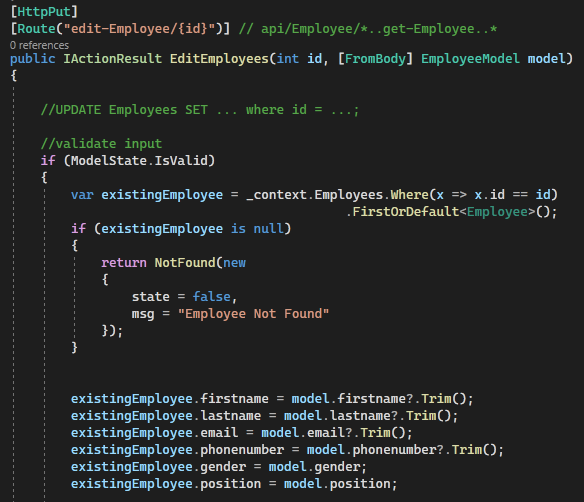 [HttpPut]
[Route("edit-Employee/{id}")] // api/Employee/*..get-Employee..*
0 references
public IActionResult EditEmployees(int id, [FromBody] EmployeeModel model)
{
//UPDATE Employees SET ... where id = ...;
//validate input
if (ModelState.IsValid)
{
var existingEmployee = _context.Employees.Where(x => x.id == id)
.FirstOrDefault<Employee>();
if (existingEmployee is null)
{
return NotFound(new
{
state = false,
msg = "Employee Not Found"
});
}
existingEmployee.firstname = model.firstname?.Trim();
existingEmployee.lastname = model.lastname?.Trim();
existingEmployee.email = model.email?.Trim();
existingEmployee.phonenumber = model.phonenumber?.Trim();
existingEmployee.gender = model.gender;
existingEmployee.position = model.position;